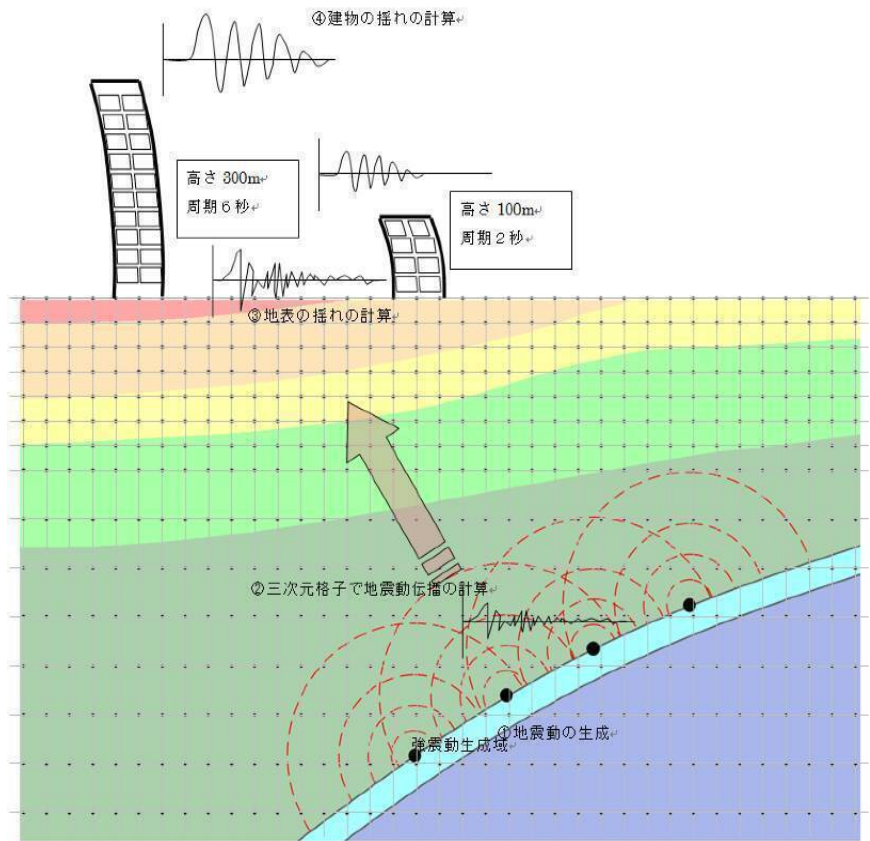 ④建物の揺れの計算
高さ 300m
周期６秒
高さ 100m
周期２秒
③地表の揺れの計算
②三次元格子で地震動伝播の計算
①地震動の生成
強震動生成域